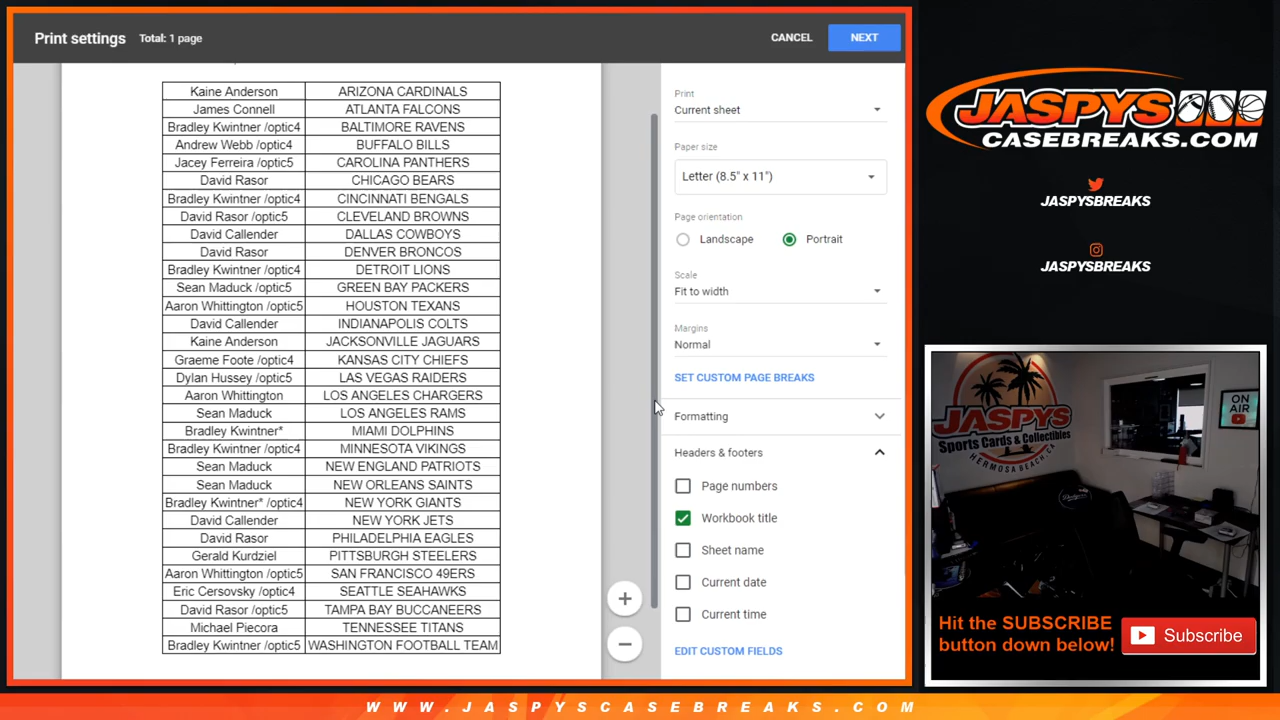 Print settings Total: 1 page CANCEL NEXT
Kaine Anderson ARIZONA CARDINALS
James Connell ATLANTA FALCONS
Bradley Kwintner /optic4 BALTIMORE RAVENS
Andrew Webb /optic4 BUFFALO BILLS
Jacey Ferreira /optic5 CAROLINA PANTHERS
David Rasor CHICAGO BEARS
Bradley Kwintner /optic4 CINCINNATI BENGALS
David Rasor /optic5 CLEVELAND BROWNS
David Callender DALLAS COWBOYS
David Rasor DENVER BRONCOS
Bradley Kwintner /optic4 DETROIT LIONS
Sean Maduck /optic5 GREEN BAY PACKERS
Aaron Whittington /optic5 HOUSTON TEXANS
David Callender INDIANAPOLIS COLTS
Kaine Anderson JACKSONVILLE JAGUARS
Graeme Foote /optic4 KANSAS CITY CHIEFS
Dylan Hussey /optic5 LAS VEGAS RAIDERS
Aaron Whittington LOS ANGELES CHARGERS
Sean Maduck LOS ANGELES RAMS
Bradley Kwintner* MIAMI DOLPHINS
Bradley Kwintner /optic4 MINNESOTA VIKINGS
Sean Maduck NEW ENGLAND PATRIOTS
Sean Maduck NEW ORLEANS SAINTS
Bradley Kwintner* /optic4 NEW YORK GIANTS
David Callender NEW YORK JETS
David Rasor PHILADELPHIA EAGLES
Gerald Kurdziel PITTSBURGH STEELERS
Aaron Whittington /optic5 SAN FRANCISCO 49ERS
Eric Cersovsky /optic4 SEATTLE SEAHAWKS
David Rasor /optic5 TAMPA BAY BUCCANEERS
Michael Piecora TENNESSEE TITANS
Bradley Kwintner /optic5 WASHINGTON FOOTBALL TEAM
Print
Current sheet
Paper size
Letter (8.5" x 11")
Page orientation
Landscape Portrait
Scale
Fit to width
Margins
Normal
SET CUSTOM PAGE BREAKS
Formatting
Headers & footers
Page numbers
Workbook title
Sheet name
Current date
Current time
EDIT CUSTOM FIELDS
JASPYS
CASEBREAKS.COM
JASPYSBREAKS
JASPYSBREAKS
JASPYS
Sports Cards & Collectibles
HERMOSA BEACH, CA
ON
AIR
Hit the SUBSCRIBE
button down below!
Subscribe
WWW.JASPYSCASEBREAKS.COM